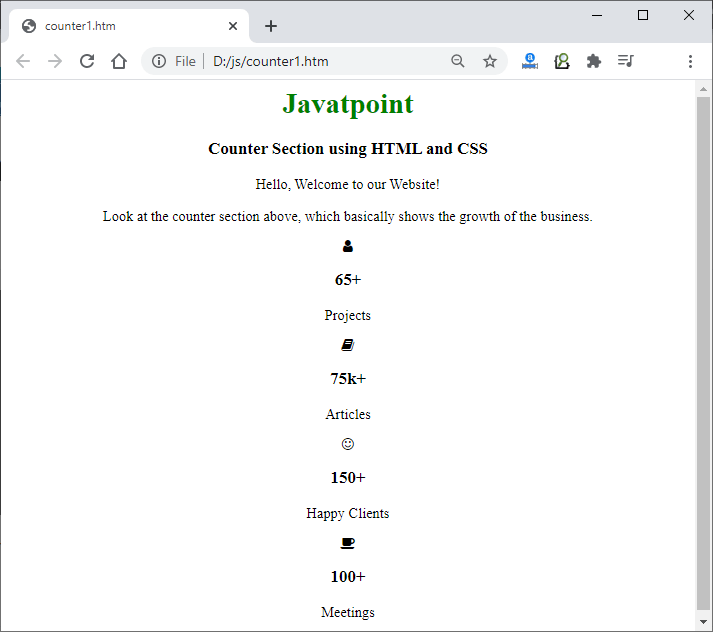 counter1.htm
File
D:/js/counter1.htm
Javatpoint
Counter Section using HTML and CSS
Hello, Welcome to our Website!
Look at the counter section above, which basically shows the growth of the business.
65+
Projects
75k+
Articles
150+
Happy Clients
100+
Meetings